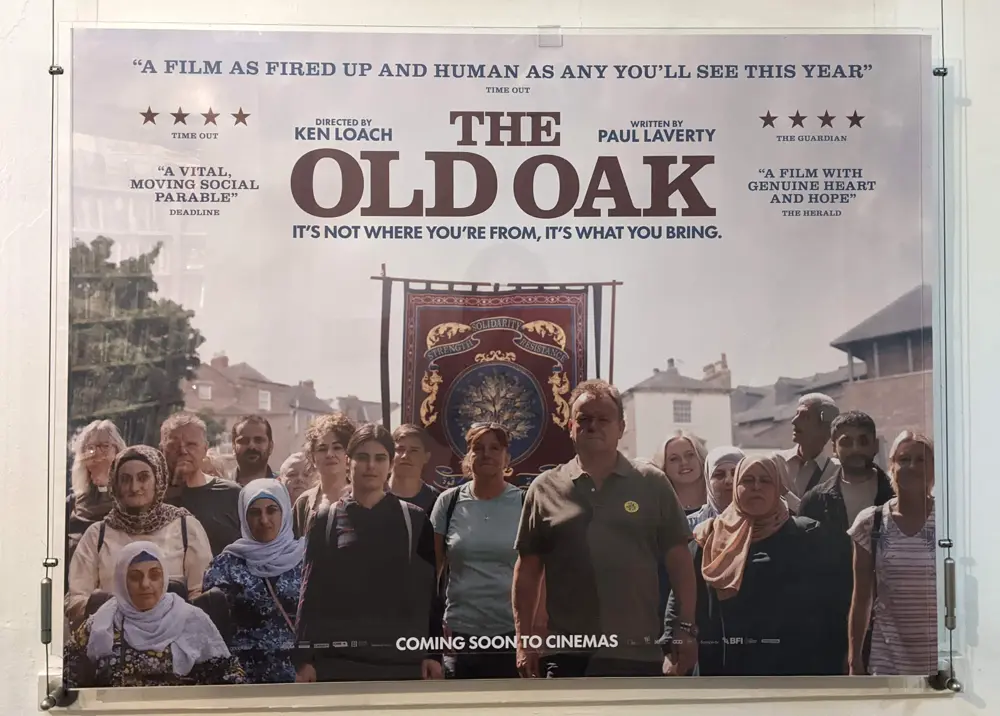 “A FILM AS FIRED UP AND HUMAN AS ANY YOU’LL SEE THIS YEAR”
TIME OUT
TIME OUT
DIRECTED BY
KEN LOACH
THE
WRITTEN BY
PAUL LAVERTY
THE GUARDIAN
OLD OAK
“A VITAL,
MOVING SOCIAL
PARABLE”
DEADLINE
“A FILM WITH
GENUINE HEART
AND HOPE”
THE HERALD
IT’S NOT WHERE YOU’RE FROM, IT’S WHAT YOU BRING.
STRENGTH SOLIDARITY RESISTANCE
COMING SOON TO CINEMAS
BFI